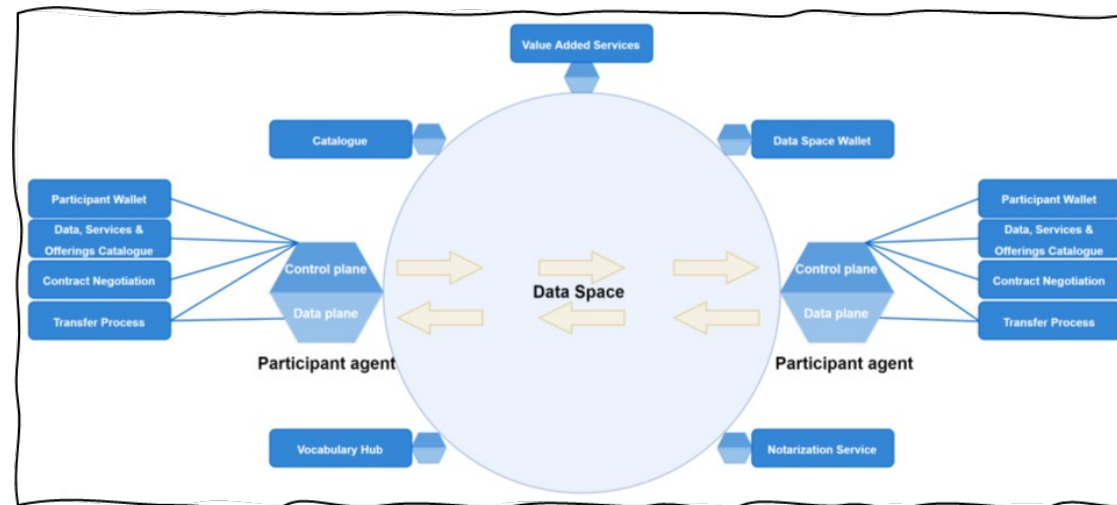 Value Added Services
Catalogue
Data Space Wallet
Participant Wallet
Data, Services &
Offerings Catalogue
Contract Negotiation
Transfer Process
Control plane
Data plane
Participant agent
Data Space
Control plane
Data plane
Participant agent
Participant Wallet
Data, Services &
Offerings Catalogue
Contract Negotiation
Transfer Process
Vocabulary Hub
Notarization Service